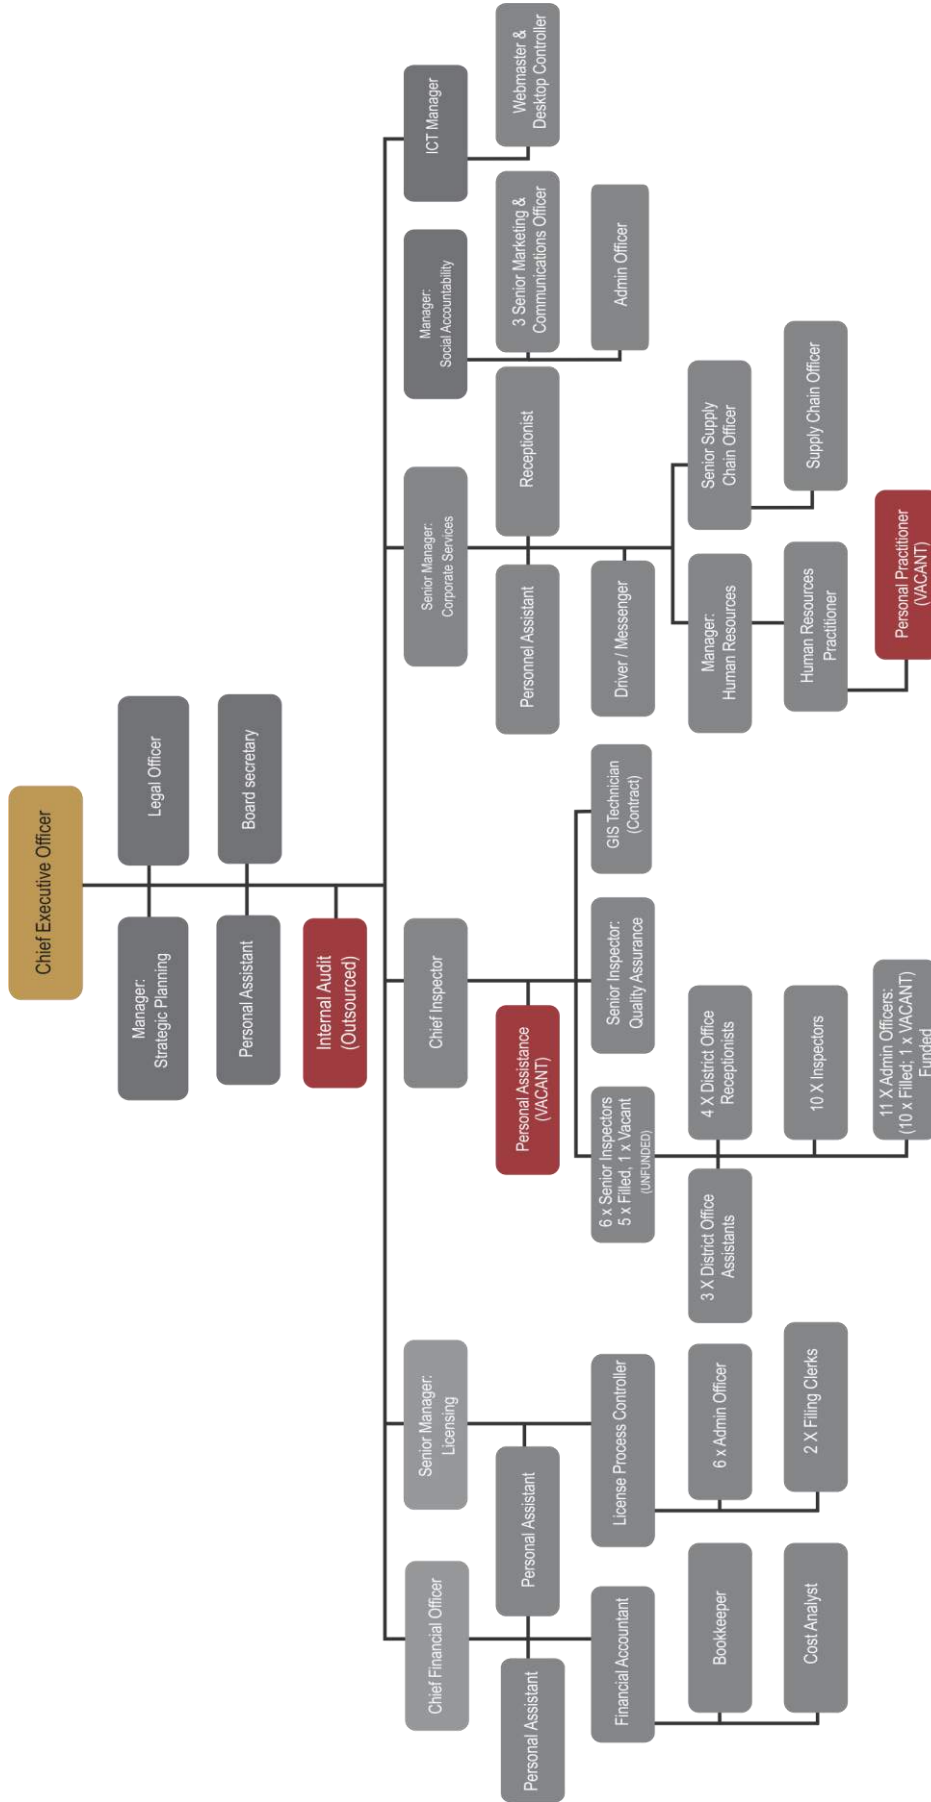 Chief Executive Officer
Manager:
Strategic Planning
Legal Officer
Personal Assistant
Board secretary
Internal Audit
(Outsourced)
Chief Financial Officer
Senior Manager:
Licensing
Chief Inspector
Senior Manager:
Corporate Services
Manager:
Social Accountability
ICT Manager
Personal Assistant
Personal Assistant
Financial Accountant
Bookkeeper
Cost Analyst
License Process Controller
6 x Admin Officer
2 X Filing Clerks
Personal Assistance
(VACANT)
6 x Senior Inspectors
5 x Filled, 1 x Vacant
(UNFUNDED)
Senior Inspector:
Quality Assurance
GIS Technician
(Contract)
3 X District Office
Assistants
4 X District Office
Receptionists
10 X Inspectors
11 X Admin Officers:
(10 x Filled; 1 x VACANT)
Funded
Personnel Assistant
Receptionist
Driver / Messenger
Manager:
Human Resources
Senior Supply
Chain Officer
Human Resources
Practitioner
Supply Chain Officer
Personal Practitioner
(VACANT)
3 Senior Marketing &
Communications Officer
Admin Officer
Webmaster &
Desktop Controller